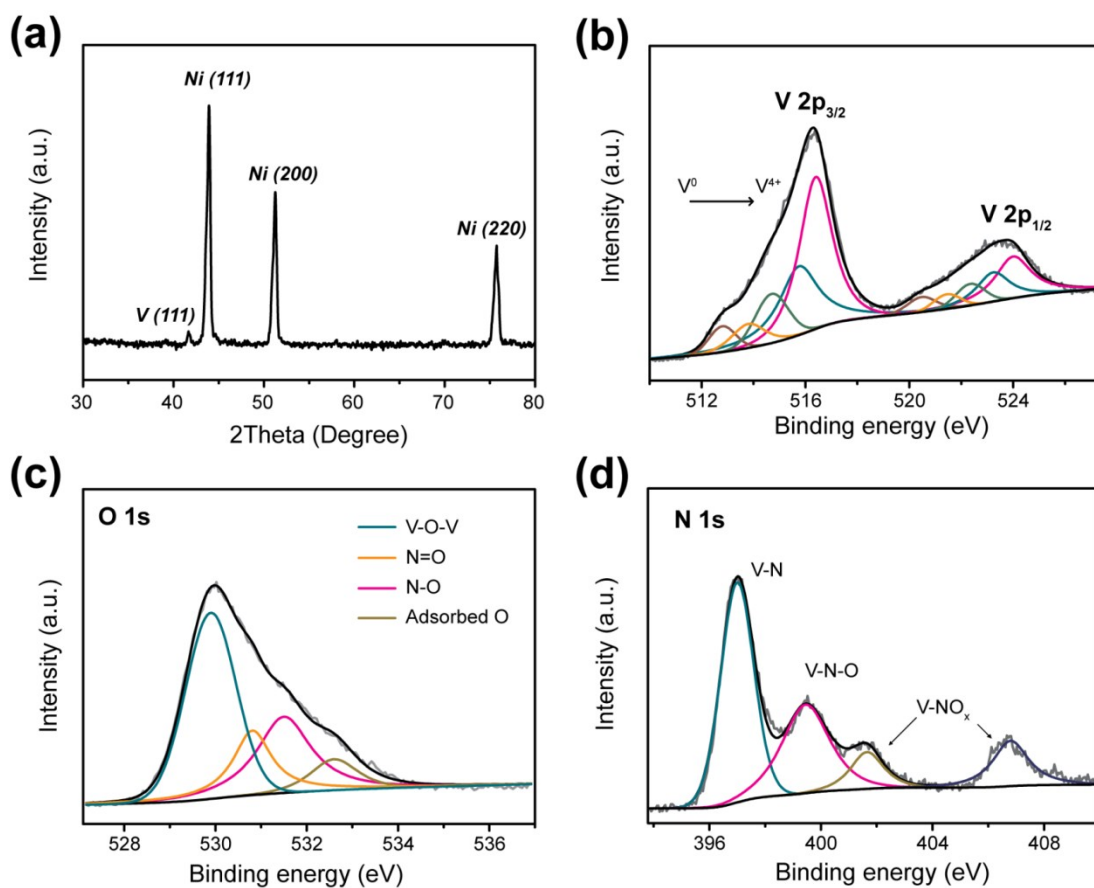 (a)
Intensity (a.u.)
Ni (111)
Ni (200)
Ni (220)
V (111)
30 40 50 60 70 80
2Theta (Degree)
(b)
Intensity (a.u.)
V 2p3/2
V0 V4+
V 2p1/2
512 516 520 524
Binding energy (eV)
(c)
Intensity (a.u.)
O 1s
V-O-V
N=O
N-O
Adsorbed O
528 530 532 534 536
Binding energy (eV)
(d)
Intensity (a.u.)
N 1s
V-N
V-N-O
V-NOx
396 400 404 408
Binding energy (eV)